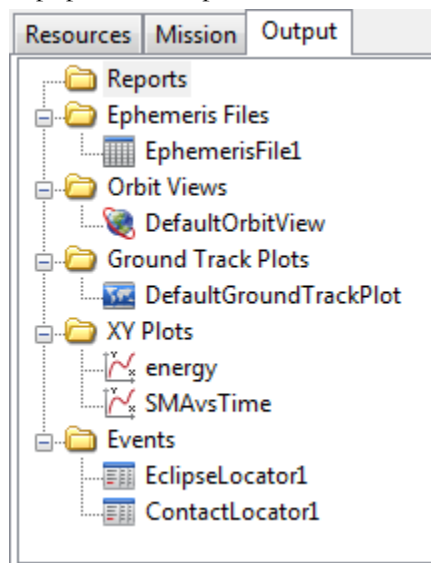 Resources Mission Output
Reports
Ephemeris Files
EphemerisFile1
Orbit Views
DefaultOrbitView
Ground Track Plots
DefaultGroundTrackPlot
XY Plots
energy
SMAvsTime
Events
EclipseLocator1
ContactLocator1